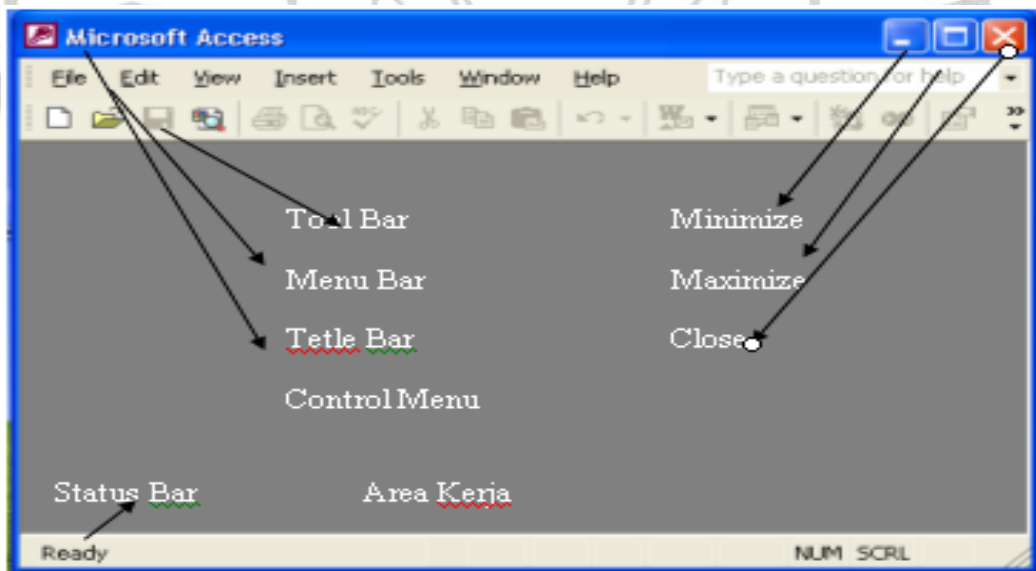 Microsoft Access
File Edit View Insert Tools Window Help Type a question for help
Tool Bar Minimize
Menu Bar Maximize
Tetle Bar Close
Control Menu
Status Bar Area Kerja
Ready NUM SCRL